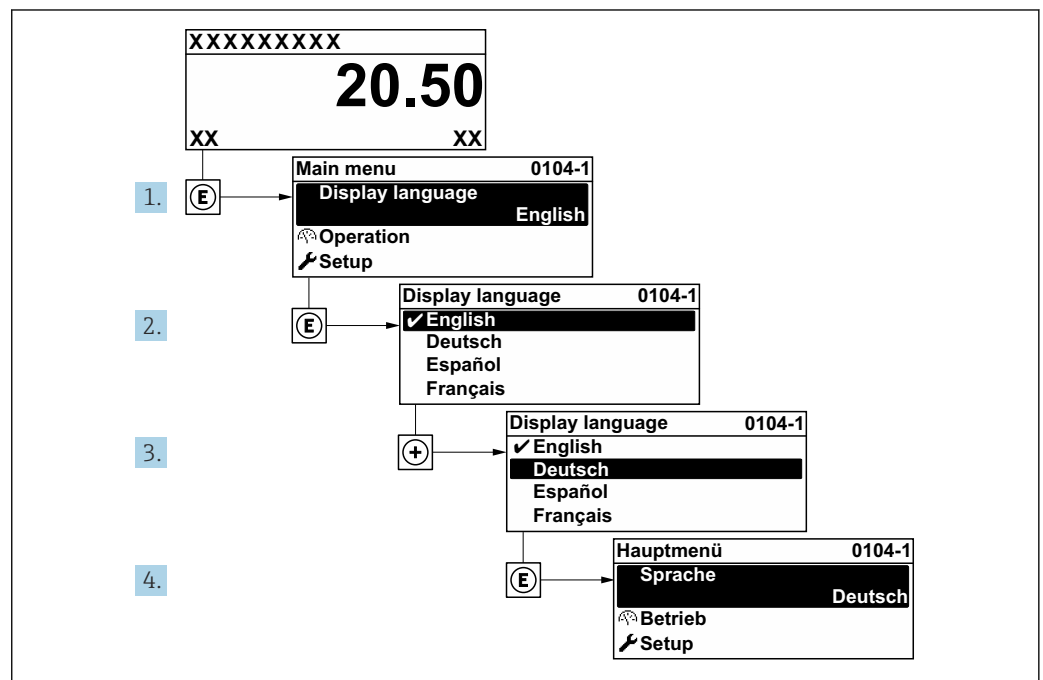 XXXXXXXXX
20.50
XX XX
1. E
Main menu 0104-1
Display language
English
Operation
Setup
2. E
Display language 0104-1
✔English
Deutsch
Español
Français
3. +
Display language 0104-1
✔English
Deutsch
Español
Français
4. E
Hauptmenü 0104-1
Sprache
Deutsch
Betrieb
Setup